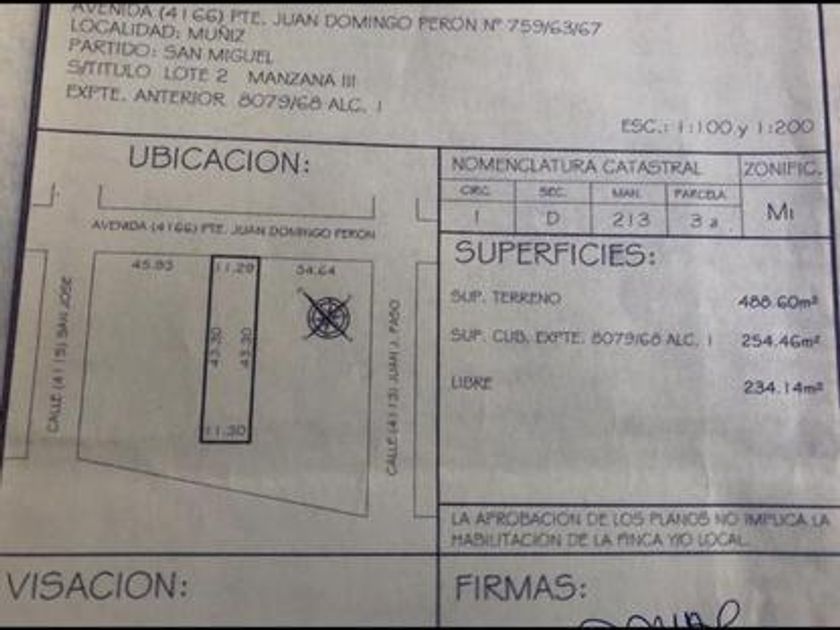 AVENIDA (4166) PTE. JUAN DOMINGO PERON Nº 759/63/67
LOCALIDAD: MUÑIZ
PARTIDO: SAN MIGUEL
S/TITULO LOTE 2 MANZANA III
EXPTE. ANTERIOR 8079/68 ALC. 1
ESC.: 1:100 y 1:200
UBICACION:
AVENIDA (4166) PTE. JUAN DOMINGO PERON
45.93
11.29
54.64
43.30
43.30
11.30
CALLE (4115) SAN JOSE
CALLE (4113) JUAN J. PASO
NOMENCLATURA CATASTRAL
ZONIFIC.
CIRC. SEC. MAN. PARCELA
1 D 213 3 a
M1
SUPERFICIES:
SUP. TERRENO 488.60m²
SUP. CUB. EXPTE. 8079/68 ALC. 1 254.46m²
LIBRE 234.14m²
LA APROBACION DE LOS PLANOS NO IMPLICA LA
HABILITACION DE LA FINCA Y/O LOCAL.
VISACION:
FIRMAS: